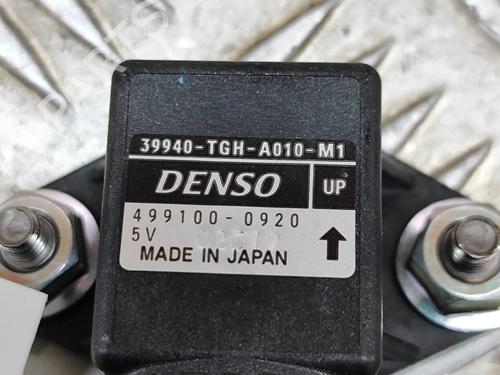 39940-TGH-A010-M1
DENSO
UP
499100-0920
5V
MADE IN JAPAN